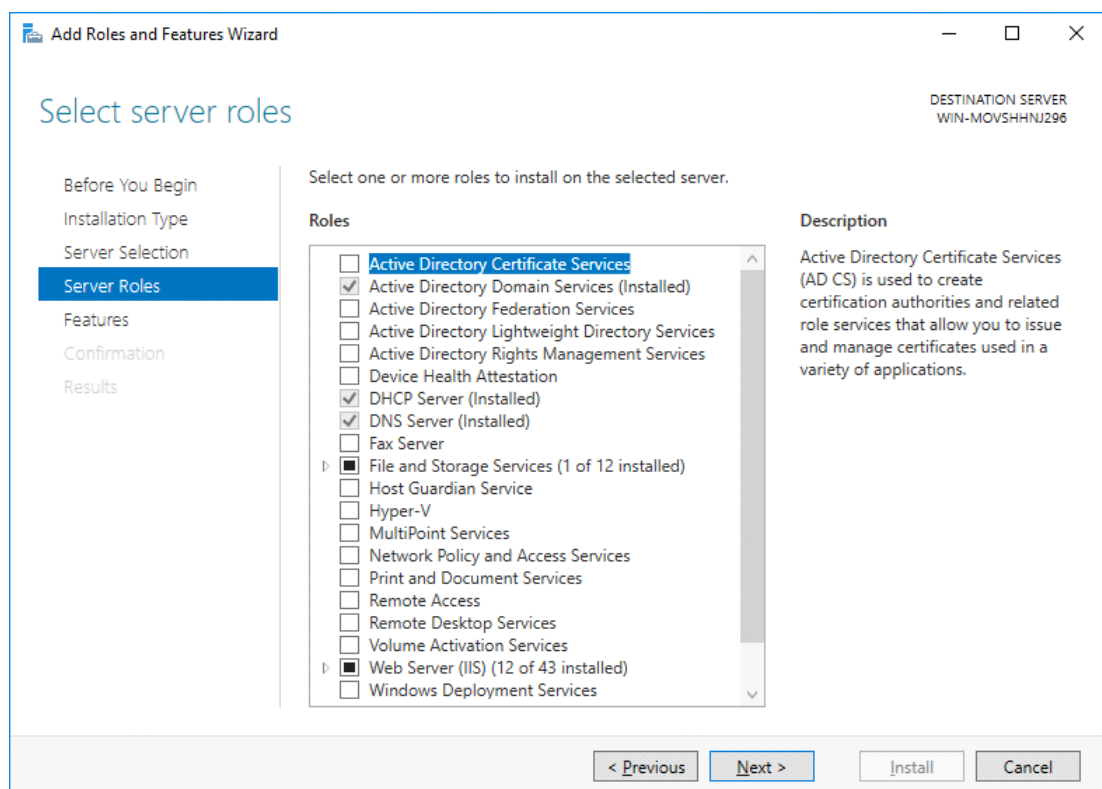 Add Roles and Features Wizard
Select server roles
DESTINATION SERVER
WIN-MOVSHHNJ296
Before You Begin
Installation Type
Server Selection
Server Roles
Features
Confirmation
Results
Select one or more roles to install on the selected server.
Roles
Active Directory Certificate Services
Active Directory Domain Services (Installed)
Active Directory Federation Services
Active Directory Lightweight Directory Services
Active Directory Rights Management Services
Device Health Attestation
DHCP Server (Installed)
DNS Server (Installed)
Fax Server
File and Storage Services (1 of 12 installed)
Host Guardian Service
Hyper-V
MultiPoint Services
Network Policy and Access Services
Print and Document Services
Remote Access
Remote Desktop Services
Volume Activation Services
Web Server (IIS) (12 of 43 installed)
Windows Deployment Services
Description
Active Directory Certificate Services
(AD CS) is used to create
certification authorities and related
role services that allow you to issue
and manage certificates used in a
variety of applications.
< Previous
Next >
Install
Cancel